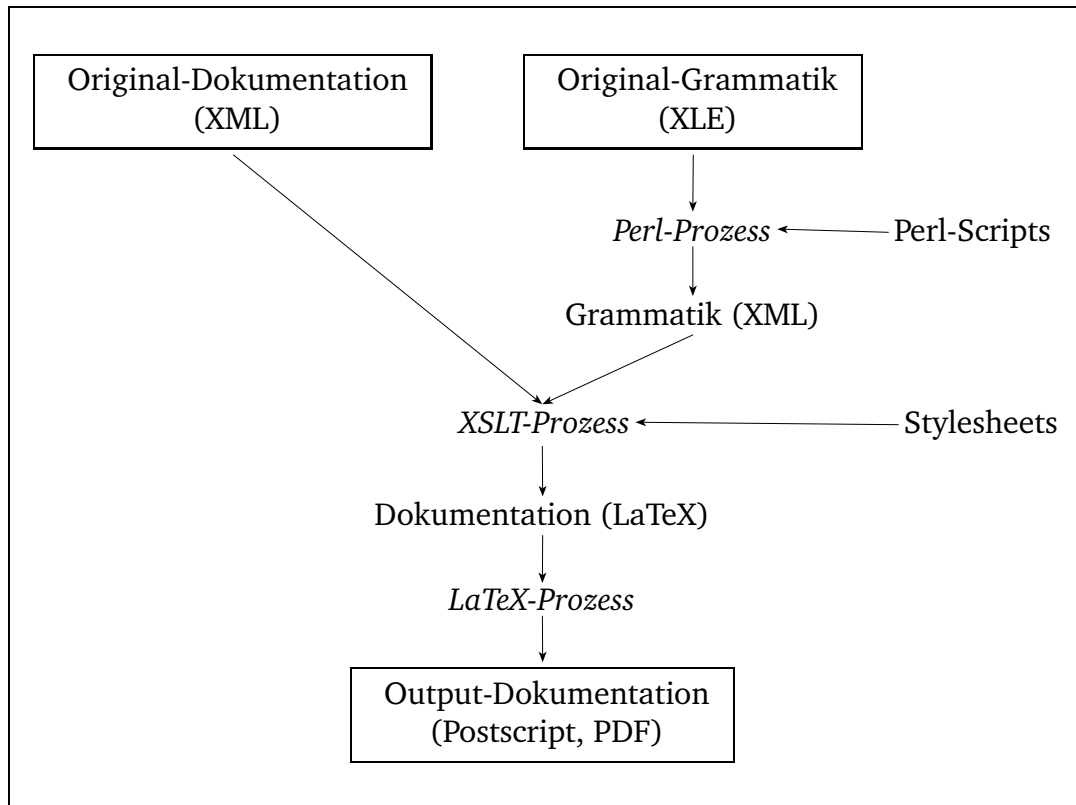 Original-Dokumentation
(XML)
Original-Grammatik
(XLE)
Perl-Prozess
Perl-Scripts
Grammatik (XML)
XSLT-Prozess
Stylesheets
Dokumentation (LaTeX)
LaTeX-Prozess
Output-Dokumentation
(Postscript, PDF)